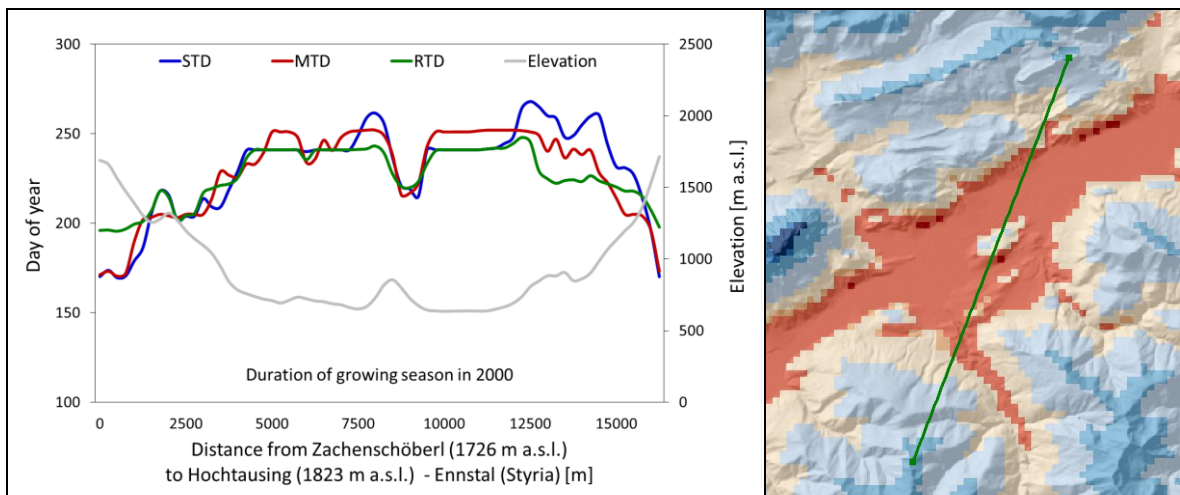 300
2500
STD
MTD
RTD
Elevation
250
2000
200
1500
1000
150
500
100
0
Day of year
Elevation [m a.s.l.]
Duration of growing season in 2000
0
2500
5000
7500
10000
12500
15000
Distance from Zachenschöberl (1726 m a.s.l.)
to Hochtausing (1823 m a.s.l.) - Ennstal (Styria) [m]